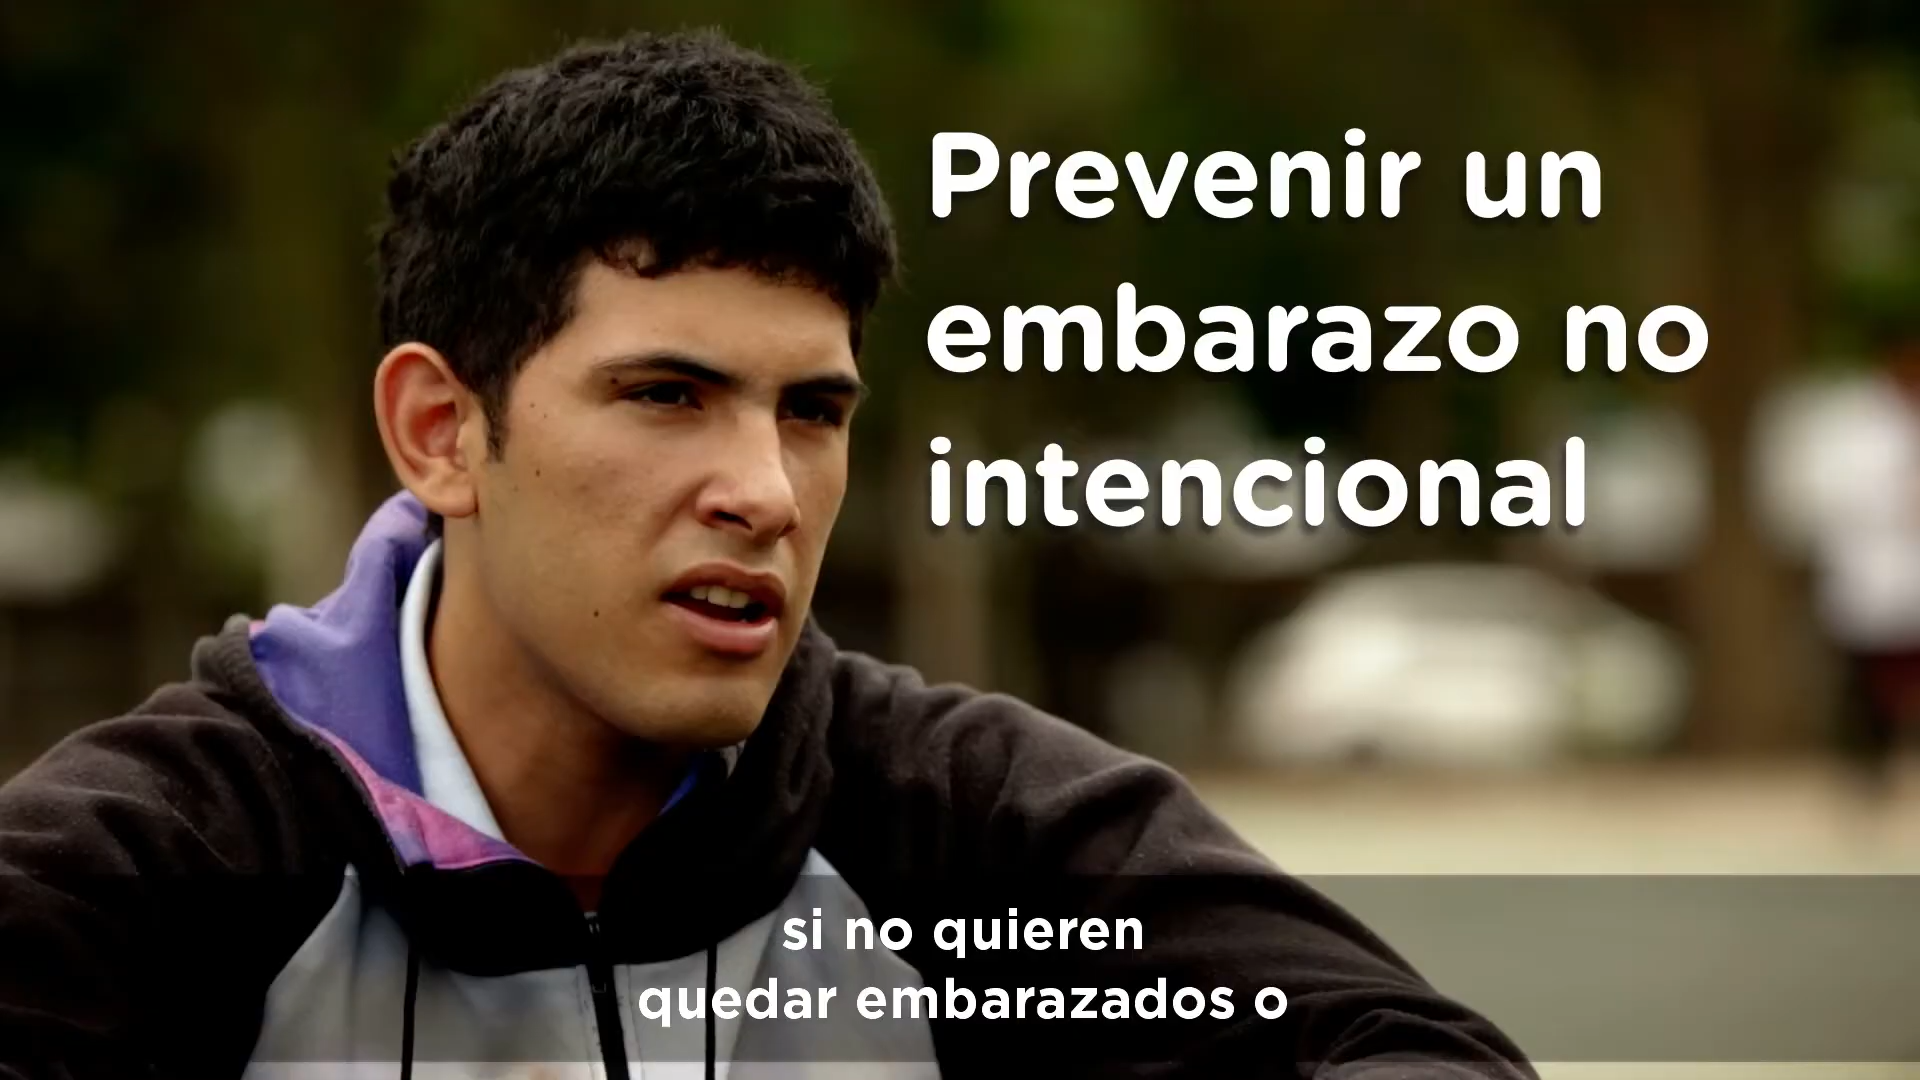 Prevenir un
embarazo no
intencional
si no quieren
quedar embarazados o